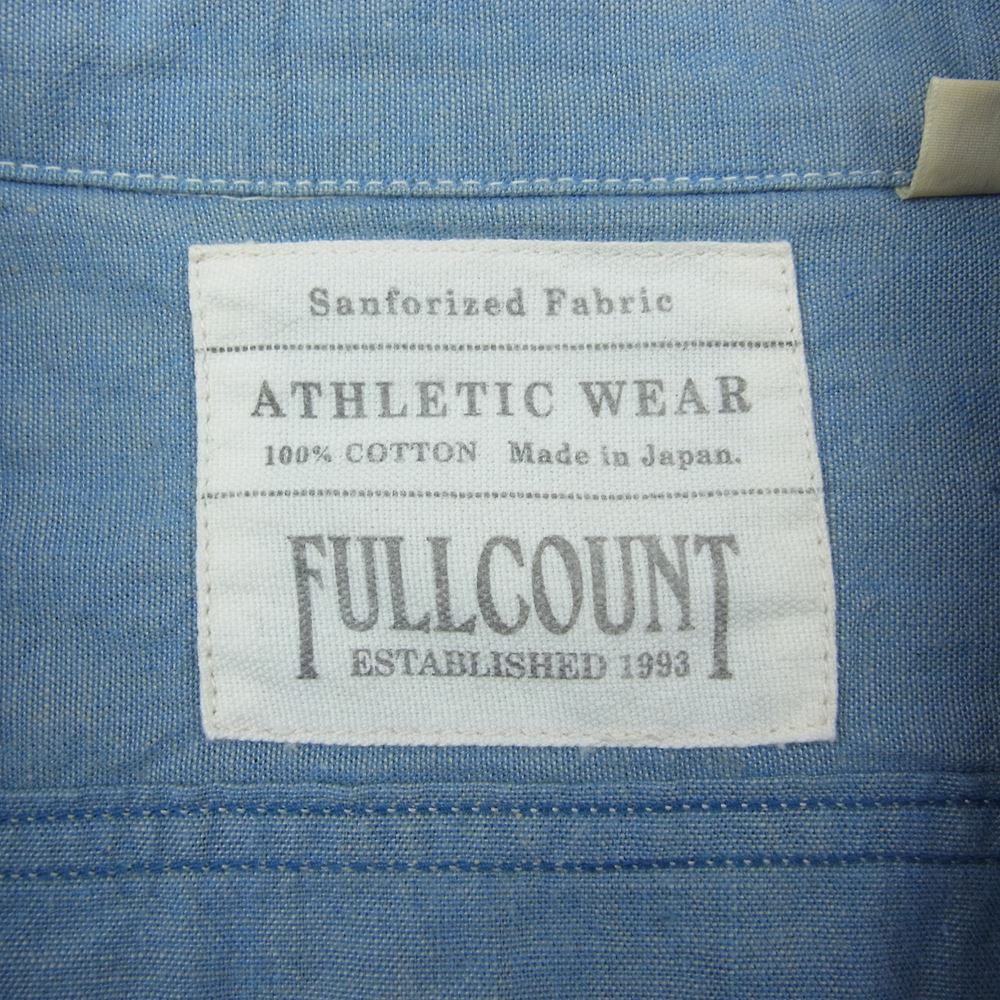 Sanforized Fabric
ATHLETIC WEAR
100% COTTON Made in Japan.
FULLCOUNT
ESTABLISHED 1993